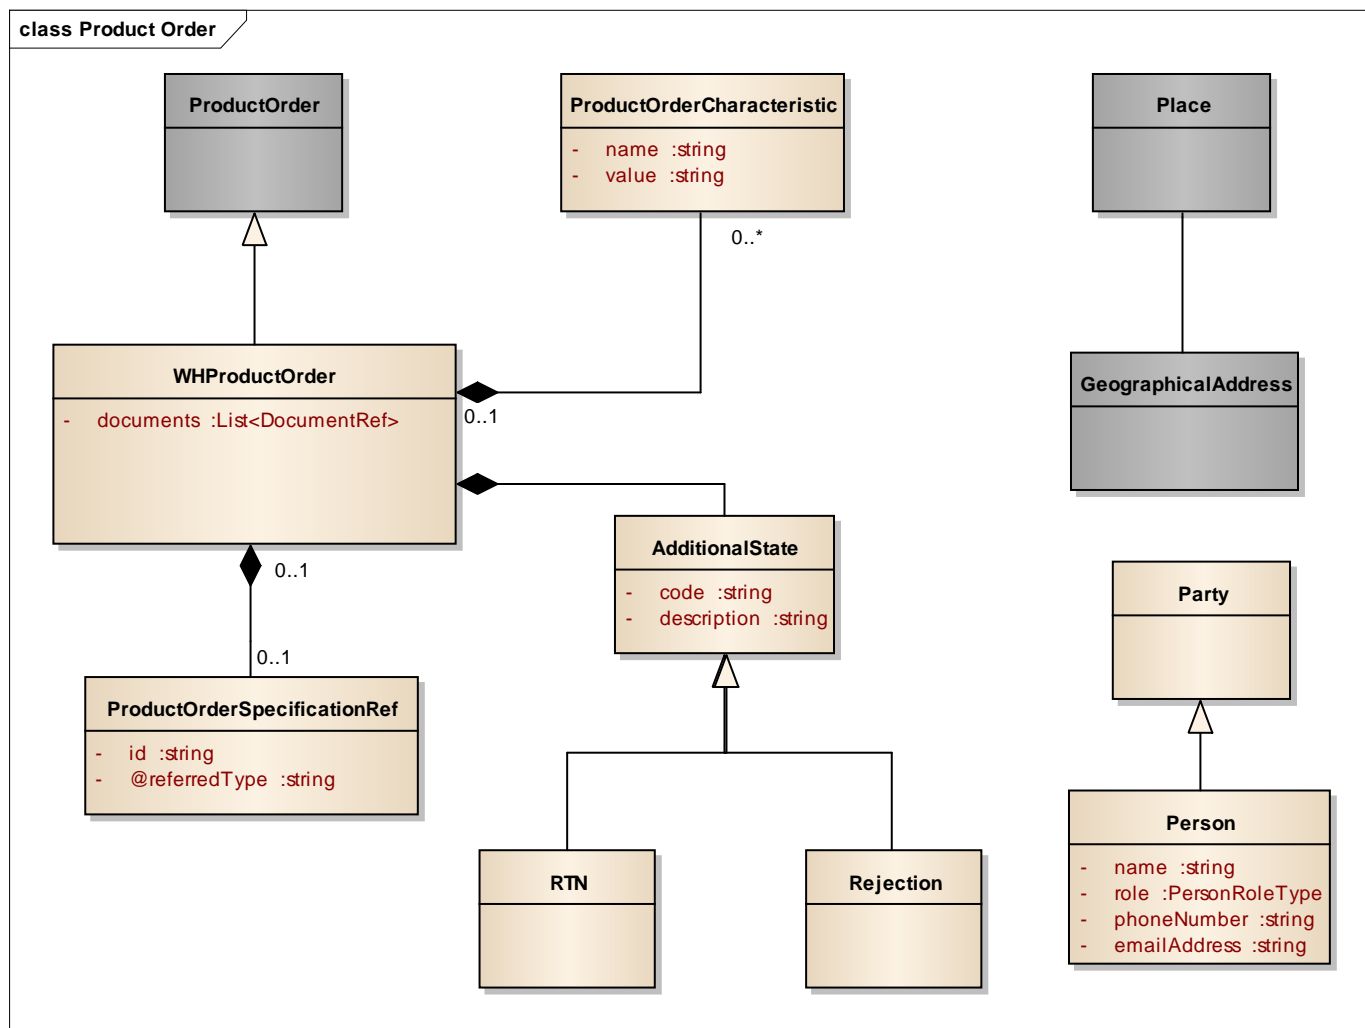 class Product Order
ProductOrder
ProductOrderCharacteristic
- name :string
- value :string
Place
0..*
WHProductOrder
- documents :List<DocumentRef>
0..1
GeographicalAddress
AdditionalState
- code :string
- description :string
0..1
0..1
Party
ProductOrderSpecificationRef
- id :string
- @referredType :string
Person
- name :string
- role :PersonRoleType
- phoneNumber :string
- emailAddress :string
RTN
Rejection